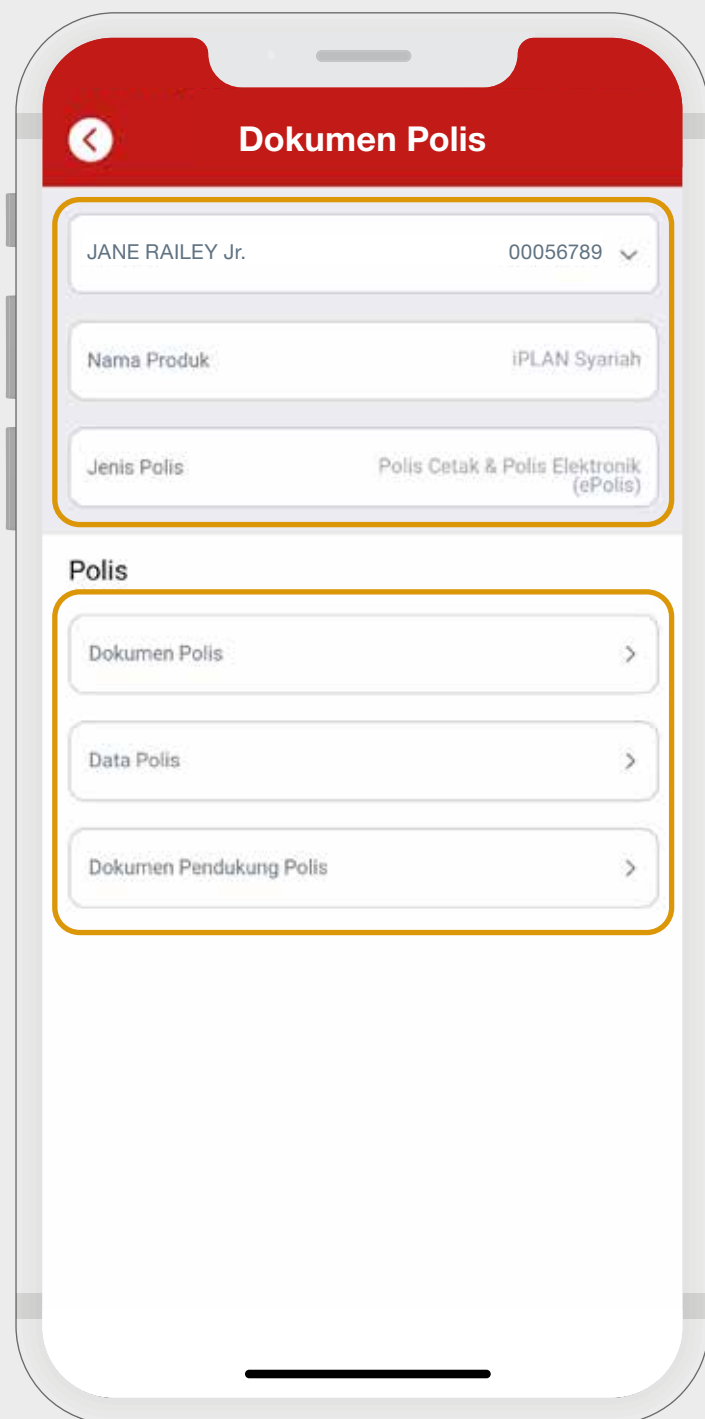 Dokumen Polis
JANE RAILEY Jr. 00056789
Nama Produk iPLAN Syariah
Jenis Polis Polis Cetak & Polis Elektronik
(ePolis)
Polis
Dokumen Polis
Data Polis
Dokumen Pendukung Polis